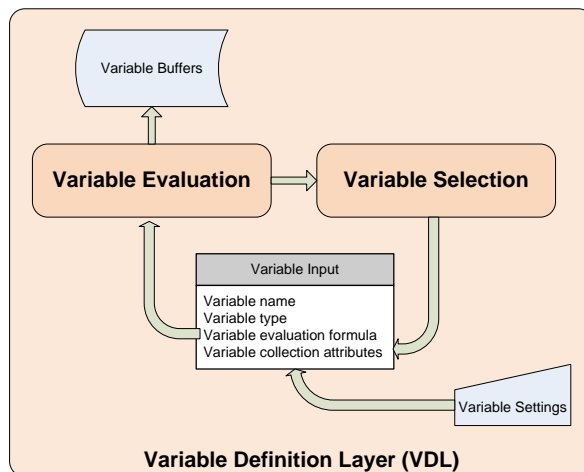 Variable Buffers
Variable Evaluation
Variable Selection
Variable Input
Variable name
Variable type
Variable evaluation formula
Variable collection attributes
Variable Settings
Variable Definition Layer (VDL)